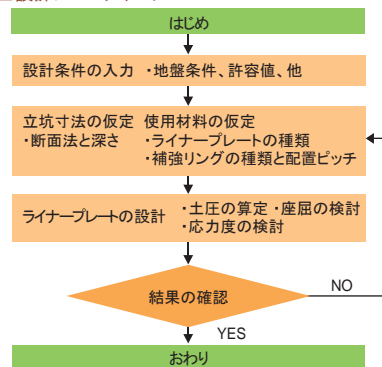 はじめ
設計条件の入力 ・地盤条件、許容値、他
立坑寸法の仮定 使用材料の仮定
・断面法と深さ ・ライナープレートの種類
・補強リングの種類と配置ピッチ
ライナープレートの設計 ・土圧の算定 ・座屈の検討
・応力度の検討
結果の確認
NO
YES
おわり